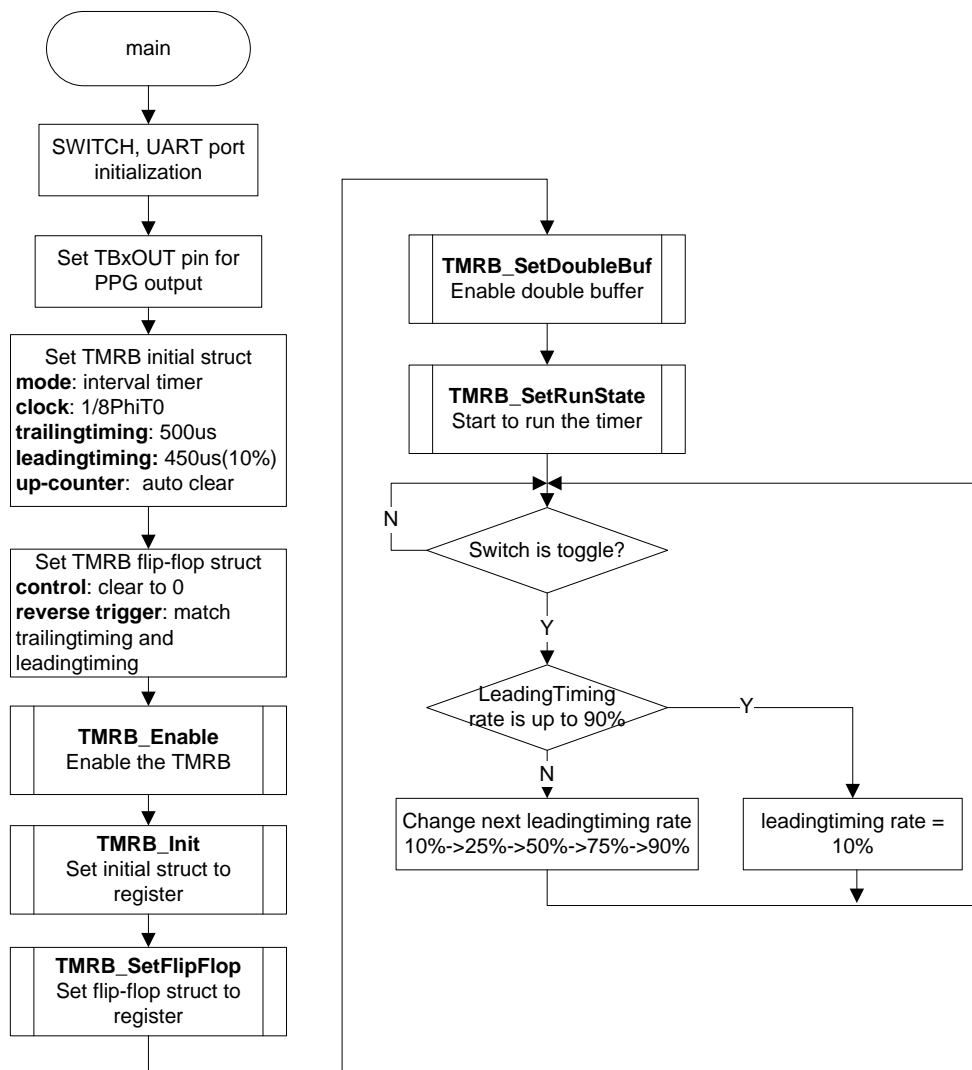 main
SWITCH, UART port
initialization
Set TBxOUT pin for
PPG output
Set TMRB initial struct
mode: interval timer
clock: 1/8PhiT0
trailingtiming: 500us
leadingtiming: 450us(10%)
up-counter:  auto clear
Set TMRB flip-flop struct
control: clear to 0
reverse trigger: match
trailingtiming and
leadingtiming
TMRB_Enable
Enable the TMRB
TMRB_Init
Set initial struct to
register
TMRB_SetFlipFlop
Set flip-flop struct to
register
TMRB_SetDoubleBuf
Enable double buffer
TMRB_SetRunState
Start to run the timer
N
Switch is toggle?
Y
LeadingTiming
rate is up to 90%
Y
N
Change next leadingtiming rate
10%->25%->50%->75%->90%
leadingtiming rate =
10%